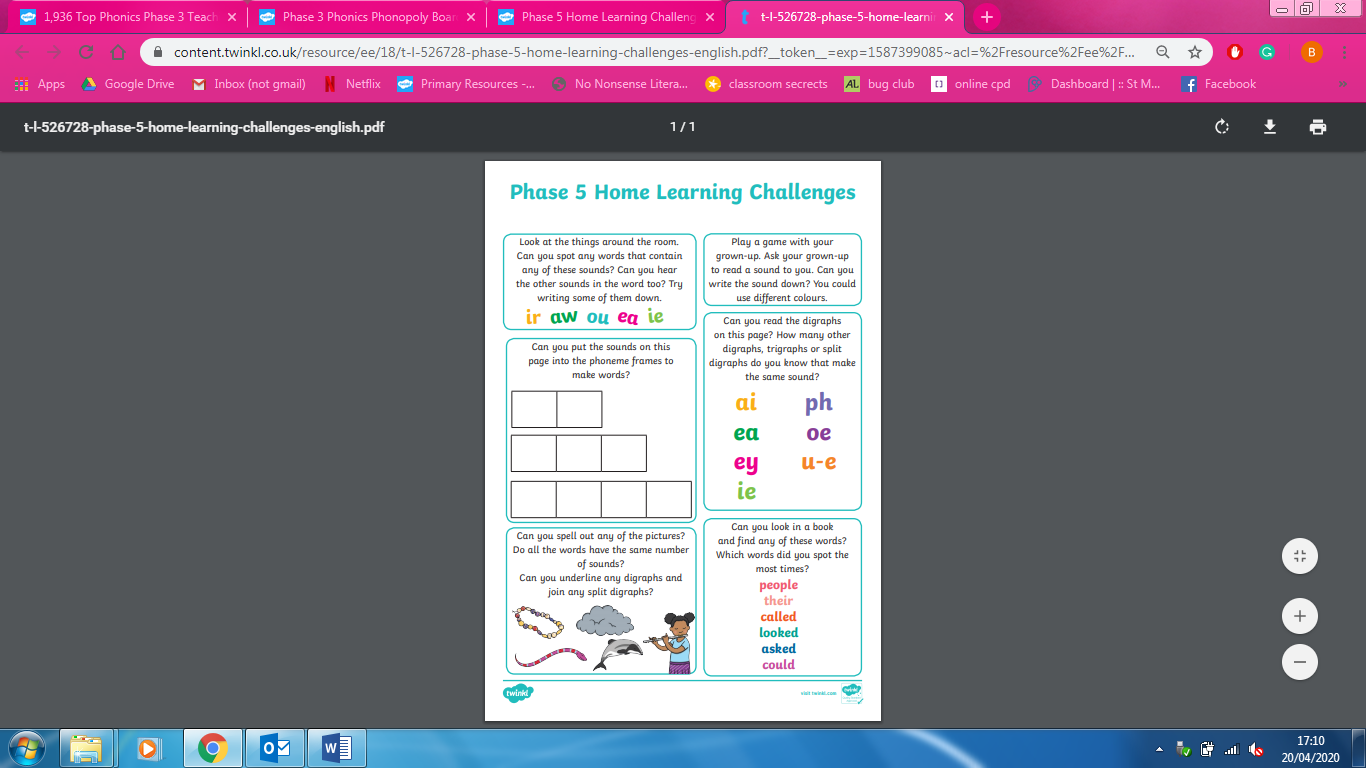 1,936 Top Phonics Phase 3 Teach
Phase 3 Phonics Phonopoly Boar
Phase 5 Home Learning Challeng
t-l-526728-phase-5-home-learnin
content.twinkl.co.uk/resource/ee/18/t-l-526728-phase-5-home-learning-challenges-english.pdf?__token__=exp=1587399085~acl=%2Fresource%2Fee%2F...
B
Apps
Google Drive
Inbox (not gmail)
Netflix
Primary Resources -...
No Nonsense Litera...
classroom secrects
AL bug club
online cpd
Dashboard | :: St M...
Facebook
»
t-l-526728-phase-5-home-learning-challenges-english.pdf
1 / 1
Phase 5 Home Learning Challenges
Look at the things around the room.
Can you spot any words that contain
any of these sounds? Can you hear
the other sounds in the word too? Try
writing some of them down.
ir aw ou ea ie
Play a game with your
grown-up. Ask your grown-up
to read a sound to you. Can you
write the sound down? You could
use different colours.
Can you put the sounds on this
page into the phoneme frames to
make words?
Can you read the digraphs
on this page? How many other
digraphs, trigraphs or split
digraphs do you know that make
the same sound?
ai ph
ea oe
ey u-e
ie
Can you spell out any of the pictures?
Do all the words have the same number
of sounds?
Can you underline any digraphs and
join any split digraphs?
Can you look in a book
and find any of these words?
Which words did you spot the
most times?
people
their
called
looked
asked
could
twinkl
visit twinkl.com
twinkl
17:10
20/04/2020